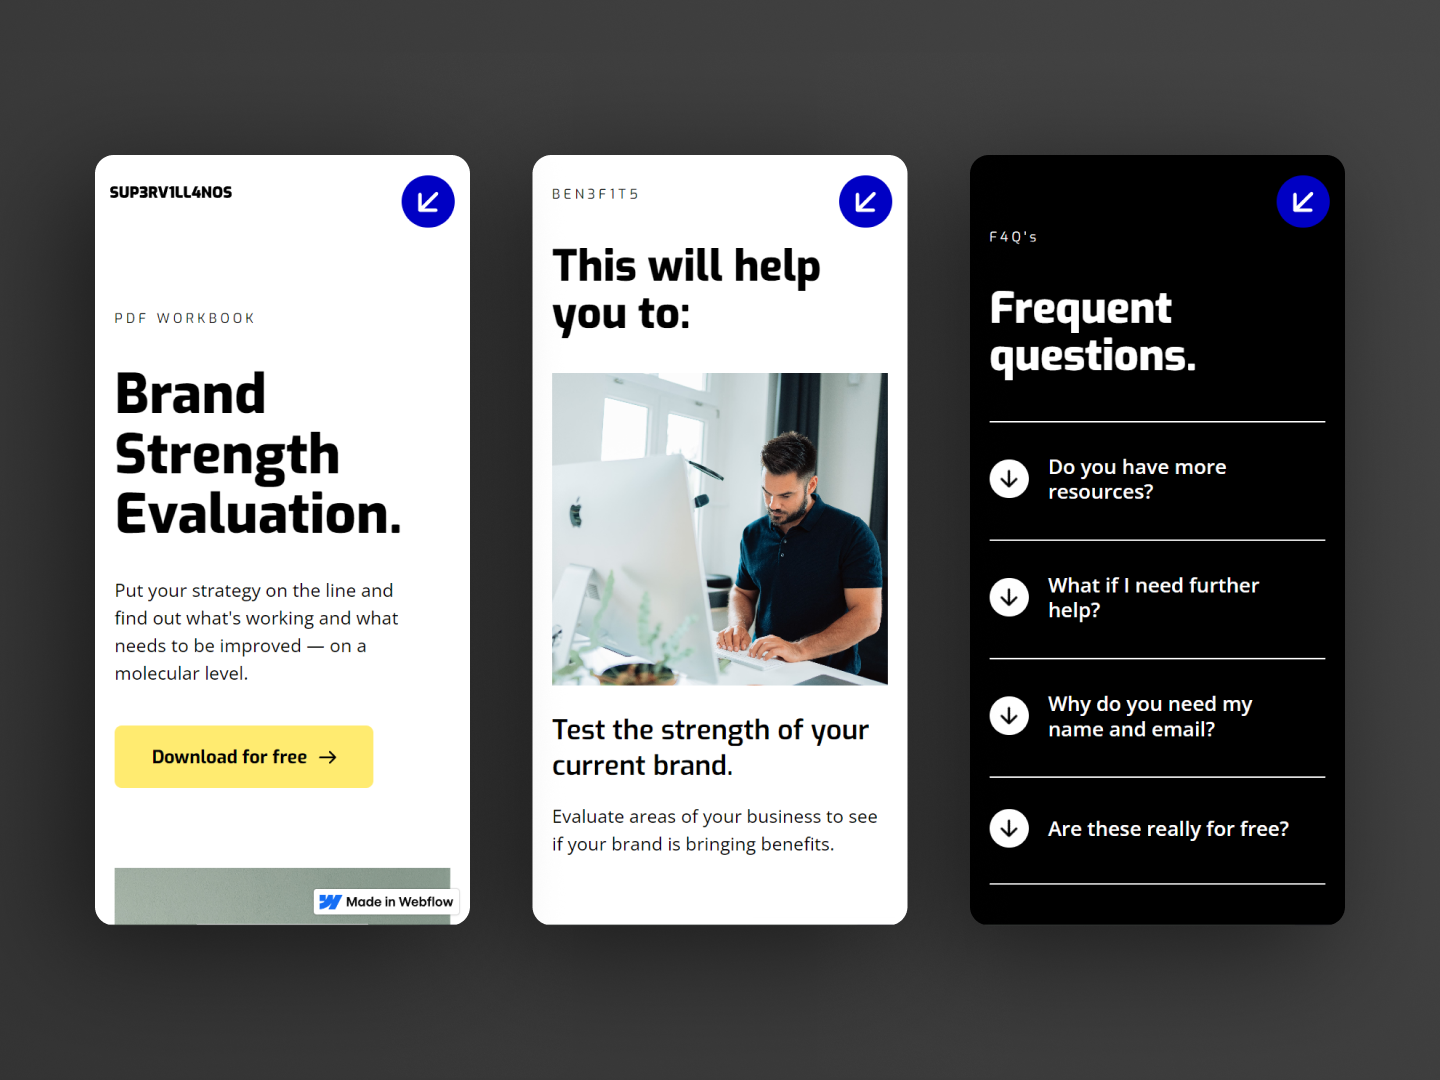 SUP3RV1LL4NOS
PDF WORKBOOK
Brand
Strength
Evaluation.
Put your strategy on the line and
find out what's working and what
needs to be improved — on a
molecular level.
Download for free →
Made in Webflow
BEN3F1T5
This will help
you to:
Test the strength of your
current brand.
Evaluate areas of your business to see
if your brand is bringing benefits.
F4Q's
Frequent
questions.
Do you have more
resources?
What if I need further
help?
Why do you need my
name and email?
Are these really for free?